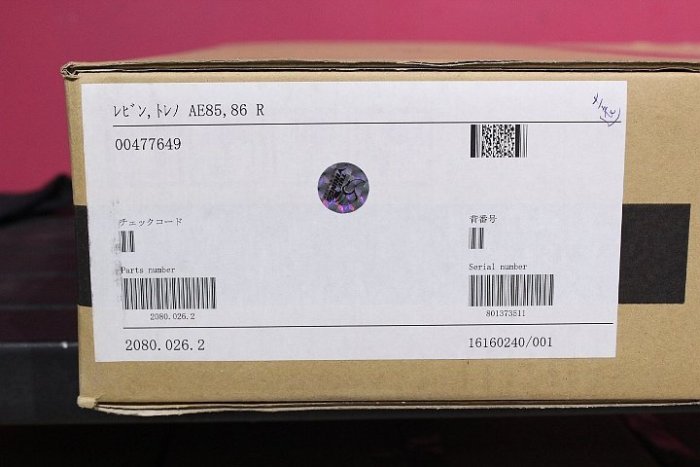 ﾚﾋﾞﾝ,ﾄﾚﾉ AE85,86 R
00477649
チェックコード
背番号
Parts number
Serial number
2080.026.2
801373511
2080.026.2
16160240/001